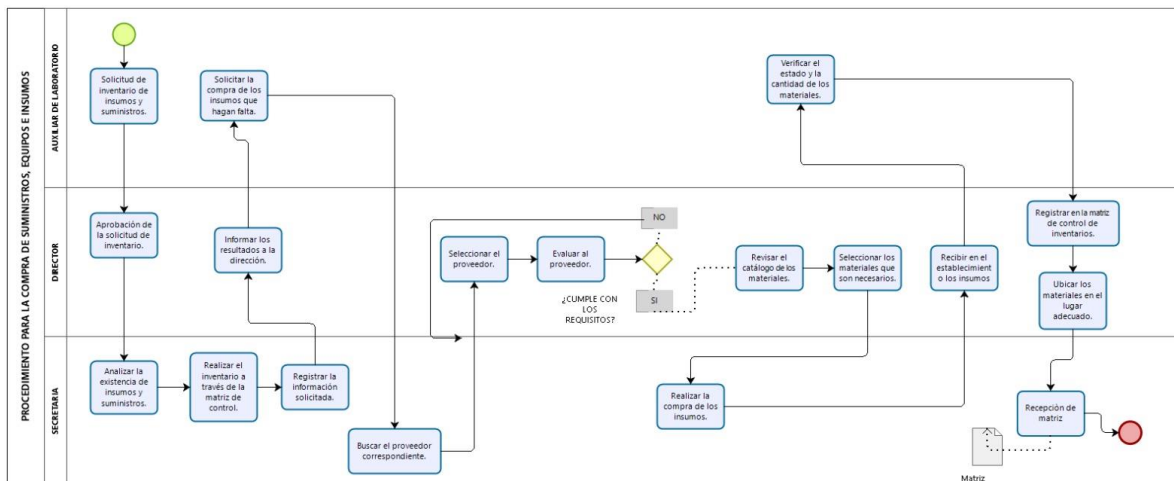 PROCEDIMIENTO PARA LA COMPRA DE SUMINISTROS, EQUIPOS E INSUMOS
AUXILIAR DE LABORATORIO
Solicitud de
inventario de
insumos y
suministros.
Solicitar la
compra de los
insumos que
hagan falta.
Verificar el
estado y la
cantidad de los
materiales.
DIRECTOR
Aprobación de
la solicitud de
inventario.
Informar los
resultados a la
dirección.
Seleccionar el
proveedor.
Evaluar al
proveedor.
NO
SI
¿CUMPLE CON
LOS
REQUISITOS?
Revisar el
catálogo de los
materiales.
Seleccionar los
materiales que
son necesarios.
Recibir en el
establecimient
o los insumos
Registrar en la matriz
de control de
inventarios.
Ubicar los
materiales en el
lugar
adecuado.
SECRETARIA
Analizar la
existencia de
insumos y
suministros.
Realizar el
inventario a
través de la
matriz de
control.
Registrar la
información
solicitada.
Buscar el proveedor
correspondiente.
Realizar la
compra de los
insumos.
Recepción de
matriz
Matriz